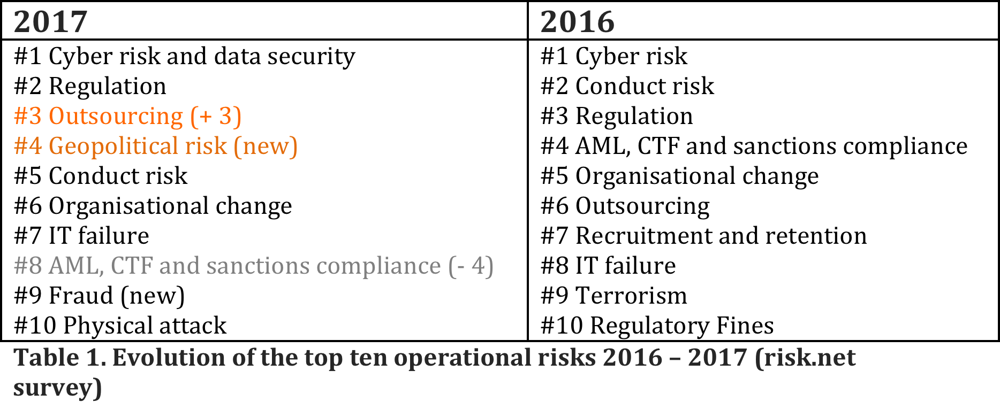 2017
#1 Cyber risk and data security
#2 Regulation
#3 Outsourcing (+ 3)
#4 Geopolitical risk (new)
#5 Conduct risk
#6 Organisational change
#7 IT failure
#8 AML, CTF and sanctions compliance (- 4)
#9 Fraud (new)
#10 Physical attack
2016
#1 Cyber risk
#2 Conduct risk
#3 Regulation
#4 AML, CTF and sanctions compliance
#5 Organisational change
#6 Outsourcing
#7 Recruitment and retention
#8 IT failure
#9 Terrorism
#10 Regulatory Fines
Table 1. Evolution of the top ten operational risks 2016 – 2017 (risk.net
survey)